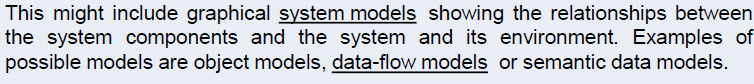 This might include graphical system models showing the relationships between
the system components and the system and its environment. Examples of
possible models are object models, data-flow models or semantic data models.